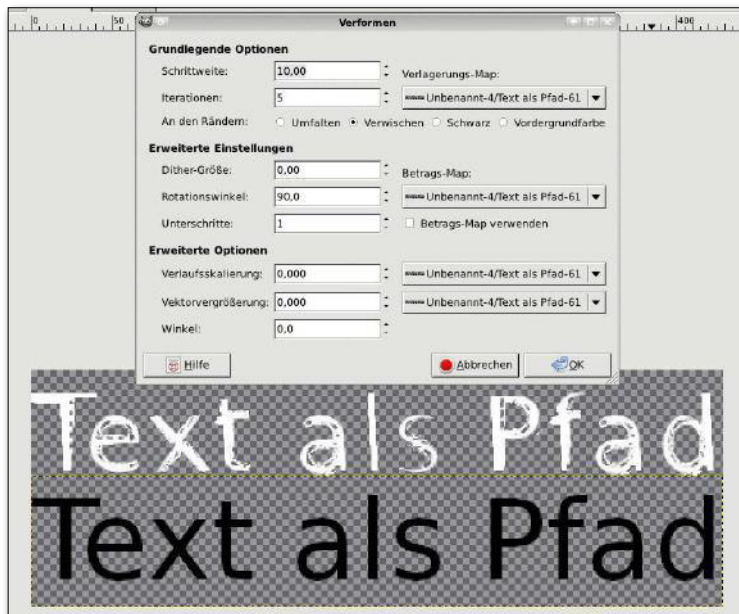 0 50 400
Verformen
Grundlegende Optionen
Schrittweite: 10,00 Verlagerungs-Map:
Iterationen: 5 Unbenannt-4/Text als Pfad-61
An den Rändern: Umfalten Verwischen Schwarz Vordergrundfarbe
Erweiterte Einstellungen
Dither-Größe: 0,00 Betrags-Map:
Rotationswinkel: 90,0 Unbenannt-4/Text als Pfad-61
Unterschritte: 1 Betrags-Map verwenden
Erweiterte Optionen
Verlaufsskalierung: 0,000 Unbenannt-4/Text als Pfad-61
Vektorvergrößerung: 0,000 Unbenannt-4/Text als Pfad-61
Winkel: 0,0
Hilfe Abbrechen OK
Text als Pfad
Text als Pfad